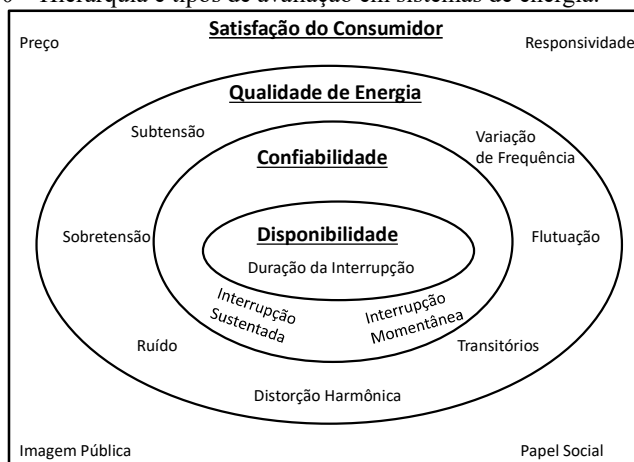 Hierarquia e tipos de avaliação em sistemas de energia.
Satisfação do Consumidor
Preço
Responsividade
Qualidade de Energia
Subtensão
Variação
de Frequência
Confiabilidade
Disponibilidade
Sobretensão
Flutuação
Duração da Interrupção
Interrupção
Sustentada
Interrupção
Momentânea
Ruído
Transitórios
Distorção Harmônica
Imagem Pública
Papel Social